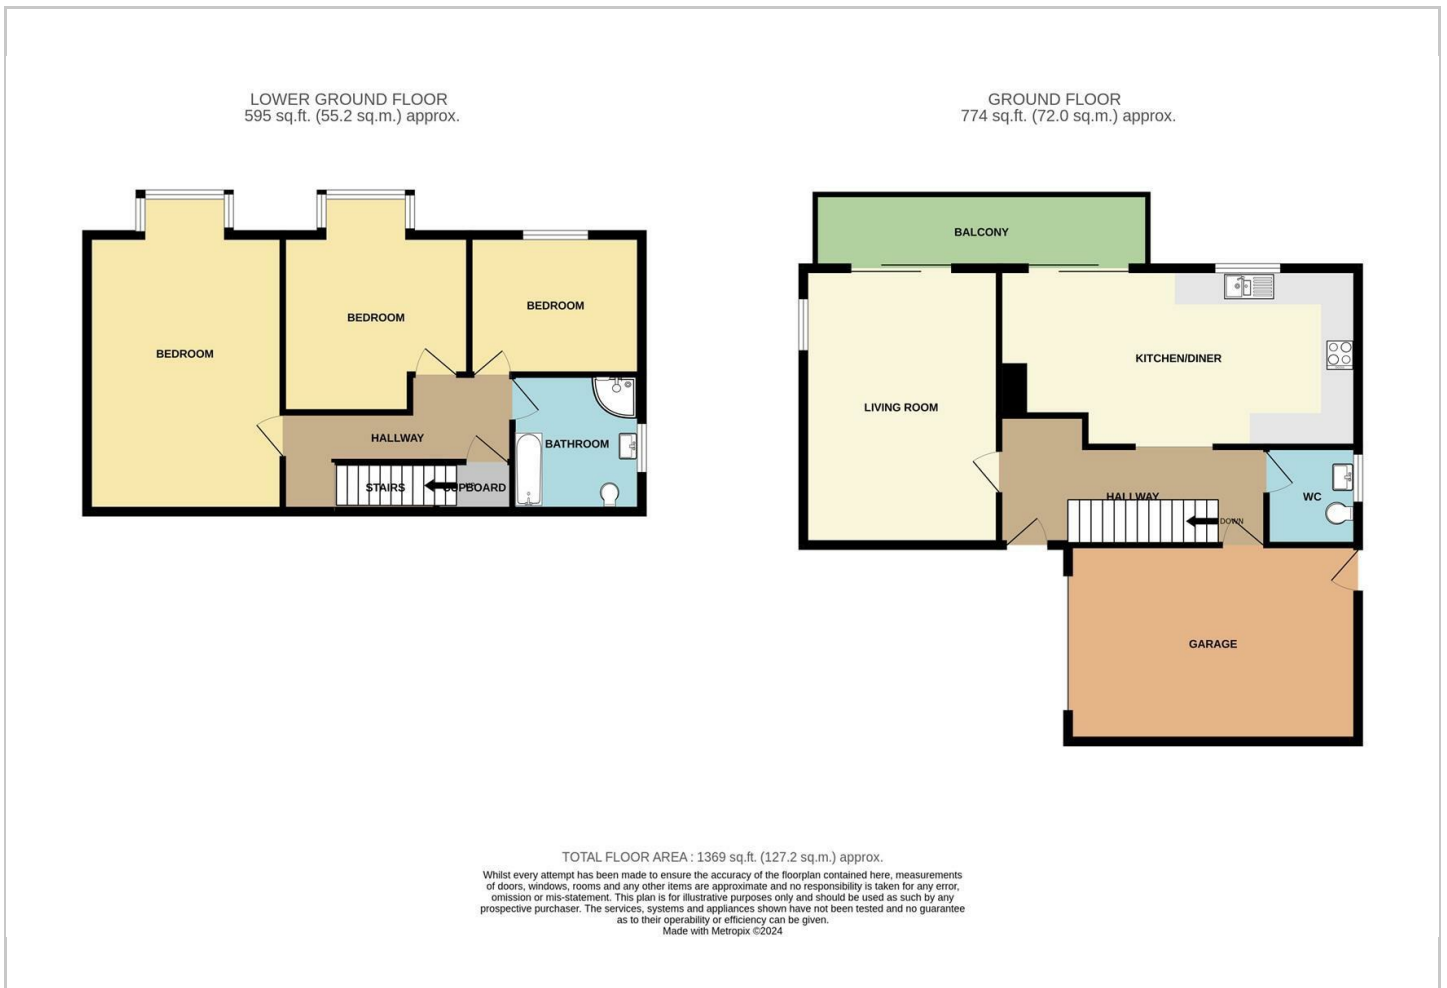 LOWER GROUND FLOOR
595 sq.ft. (55.2 sq.m.) approx.
BEDROOM
BEDROOM
BEDROOM
HALLWAY
BATHROOM
STAIRS
CUPBOARD
GROUND FLOOR
774 sq.ft. (72.0 sq.m.) approx.
BALCONY
KITCHEN/DINER
LIVING ROOM
HALLWAY
WC
DOWN
GARAGE
TOTAL FLOOR AREA : 1369 sq.ft. (127.2 sq.m.) approx.
Whilst every attempt has been made to ensure the accuracy of the floorplan contained here, measurements
of doors, windows, rooms and any other items are approximate and no responsibility is taken for any error,
omission or mis-statement. This plan is for illustrative purposes only and should be used as such by any
prospective purchaser. The services, systems and appliances shown have not been tested and no guarantee
as to their operability or efficiency can be given.
Made with Metropix ©2024